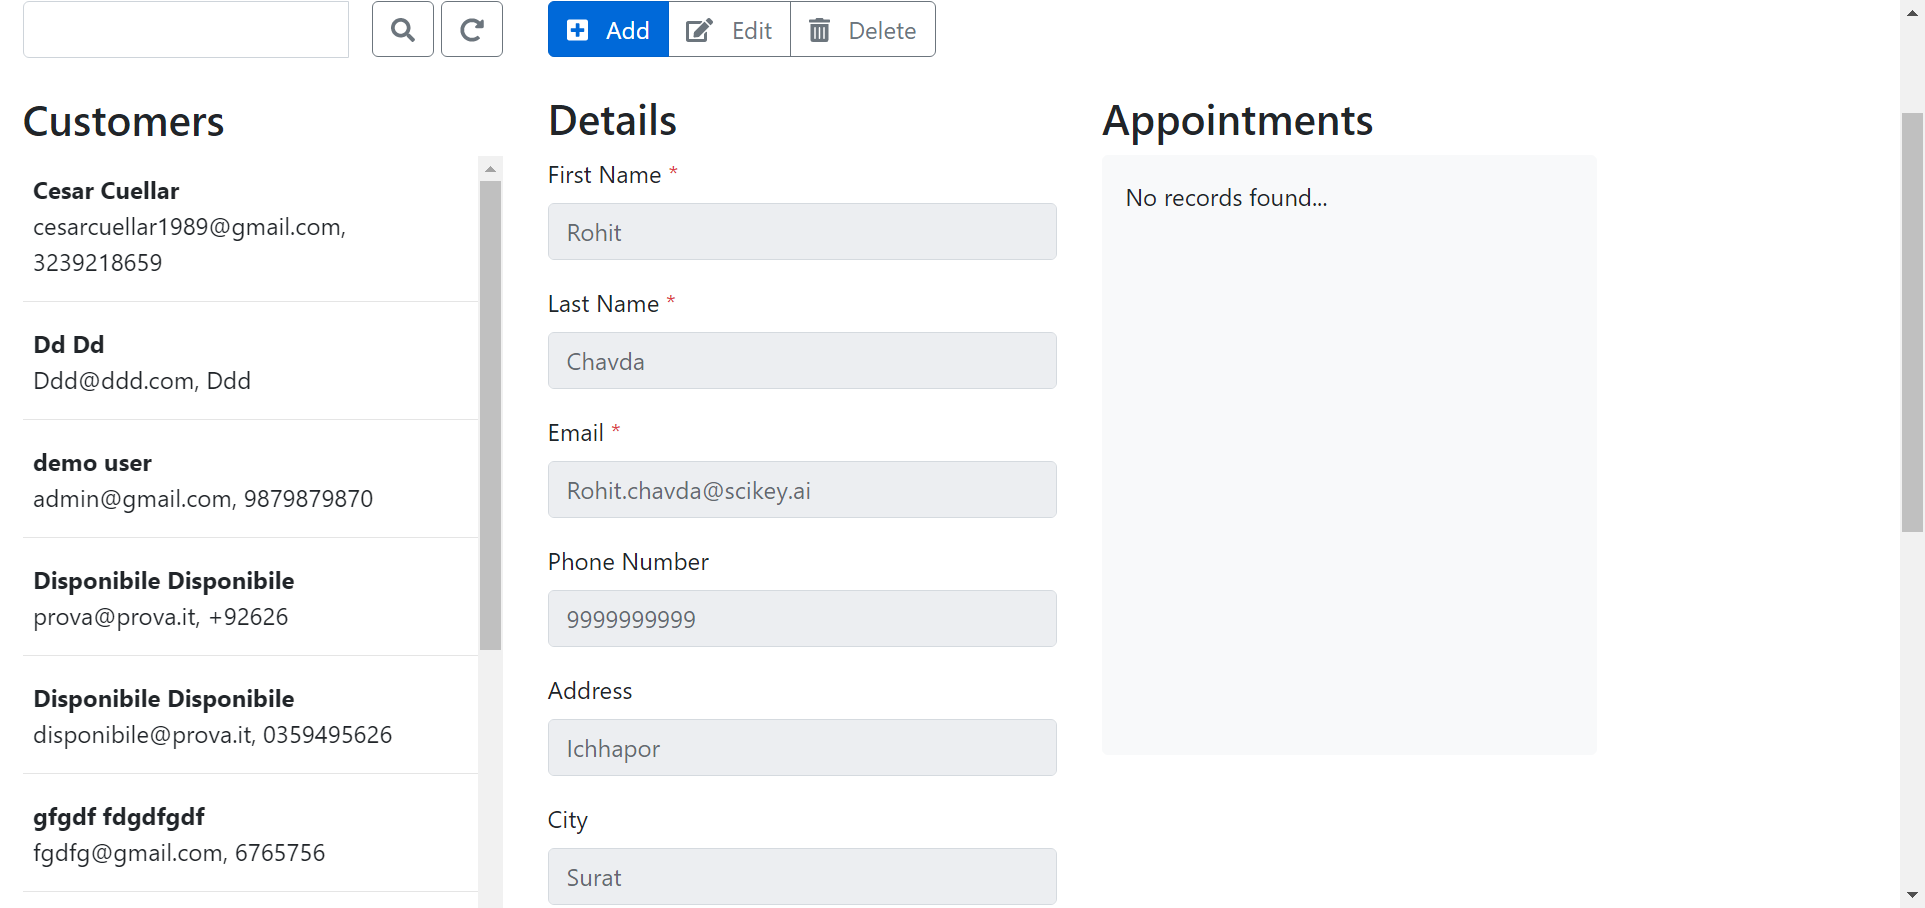 Add Edit Delete
Customers
Cesar Cuellar
cesarcuellar1989@gmail.com,
3239218659
Dd Dd
Ddd@ddd.com, Ddd
demo user
admin@gmail.com, 9879879870
Disponibile Disponibile
prova@prova.it, +92626
Disponibile Disponibile
disponibile@prova.it, 0359495626
gfgdf fdgdfgdf
fgdfg@gmail.com, 6765756
Details
First Name *
Rohit
Last Name *
Chavda
Email *
Rohit.chavda@scikey.ai
Phone Number
9999999999
Address
Ichhapor
City
Surat
Appointments
No records found...